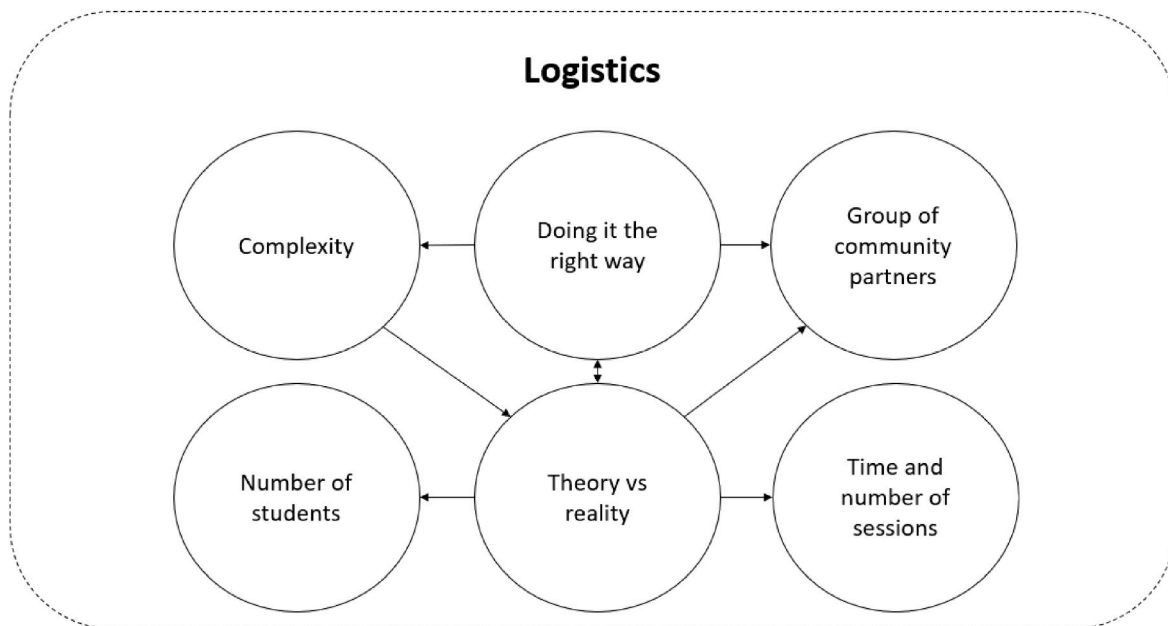 Logistics
Complexity
Doing it the
right way
Group of
community
partners
Number of
students
Theory vs
reality
Time and
number of
sessions